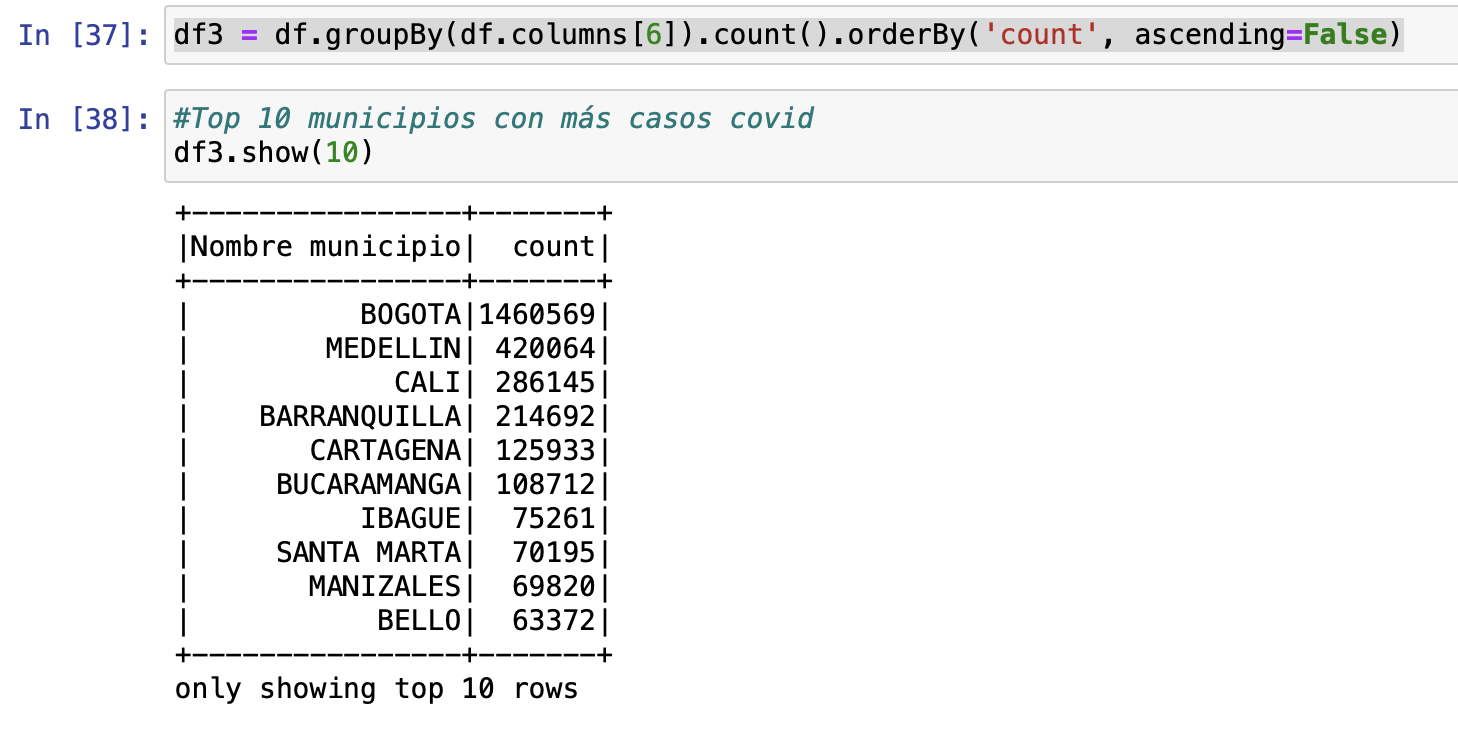 In [37]: df3 = df.groupBy(df.columns[6]).count().orderBy('count', ascending=False)
In [38]: #Top 10 municipios con más casos covid
df3.show(10)
+----------------+-------+
|Nombre municipio|  count|
+----------------+-------+
|          BOGOTA|1460569|
|        MEDELLIN| 420064|
|            CALI| 286145|
|    BARRANQUILLA| 214692|
|       CARTAGENA| 125933|
|     BUCARAMANGA| 108712|
|          IBAGUE|  75261|
|     SANTA MARTA|  70195|
|       MANIZALES|  69820|
|           BELLO|  63372|
+----------------+-------+
only showing top 10 rows